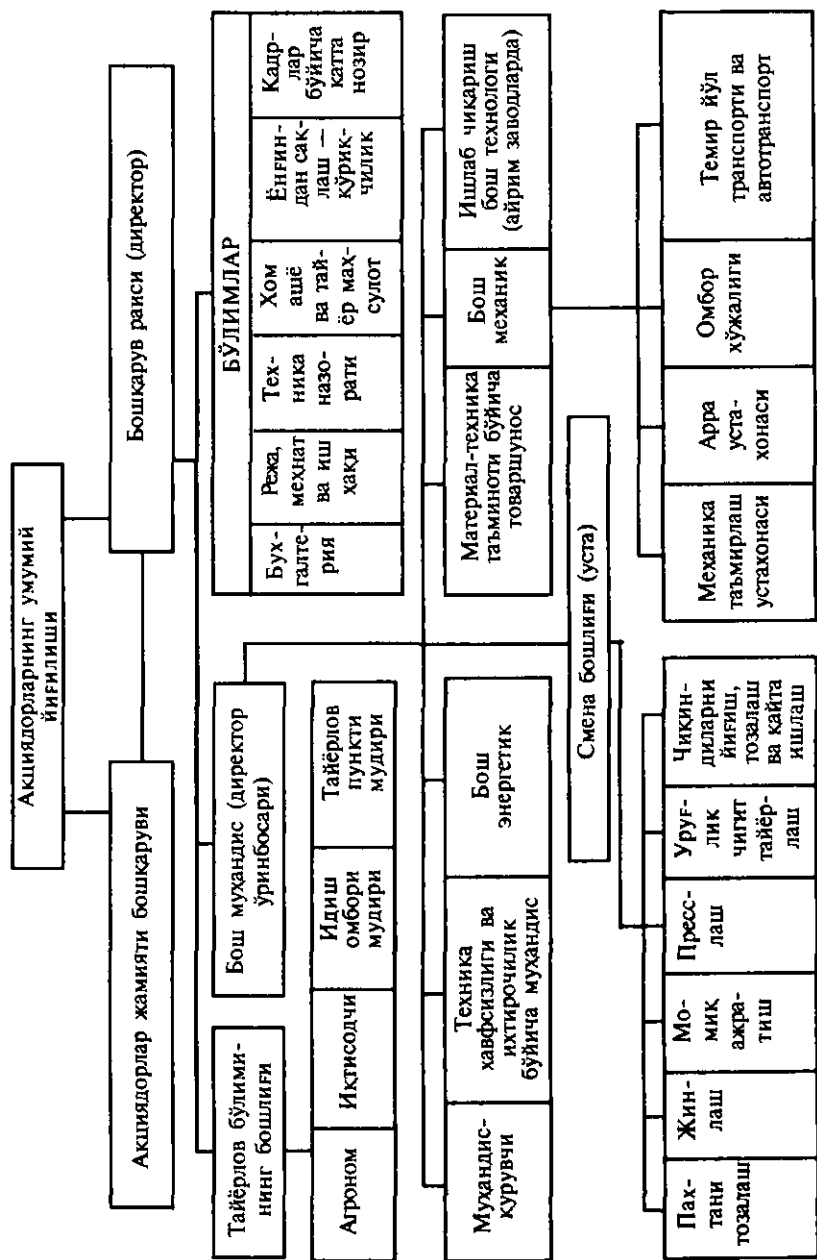 Акциядорларнинг умумий
йиғилиши
Акциядорлар жамияти бошқаруви
Бошқарув раиси (директор)
Тайёрлов бўлими-
нинг бошлиғи
Бош муҳандис (директор
ўринбосари)
БЎЛИМЛАР
Бух-
галте-
рия
Режа,
меҳнат
ва иш
ҳақи
Тех-
ника
назо-
рати
Хом
ашё
ва тай-
ёр маҳ-
сулот
Ёнғин-
дан сақ-
лаш —
қўриқ-
чилик
Кадр-
лар
бўйича
катта
нозир
Агроном
Иқтисодчи
Идиш
омбори
мудири
Тайёрлов
пункти
мудири
Муҳандис-
қурувчи
Техника
хавфсизлиги ва
ихтирочилик
бўйича муҳандис
Бош
энергетик
Материал-техника
таъминоти бўйича
товаршунос
Бош
механик
Ишлаб чиқариш
бош технологи
(айрим заводларда)
Смена бошлиғи (уста)
Пах-
тани
тозалаш
Жин-
лаш
Мо-
миқ
ажра-
тиш
Пресс-
лаш
Уруғ-
лик
чигит
тайёр-
лаш
Чиқин-
диларни
йиғиш,
тозалаш
ва қайта
ишлаш
Механика
таъмирлаш
устахонаси
Арра
уста-
хонаси
Омбор
хўжалиги
Темир йўл
транспорти ва
автотранспорт